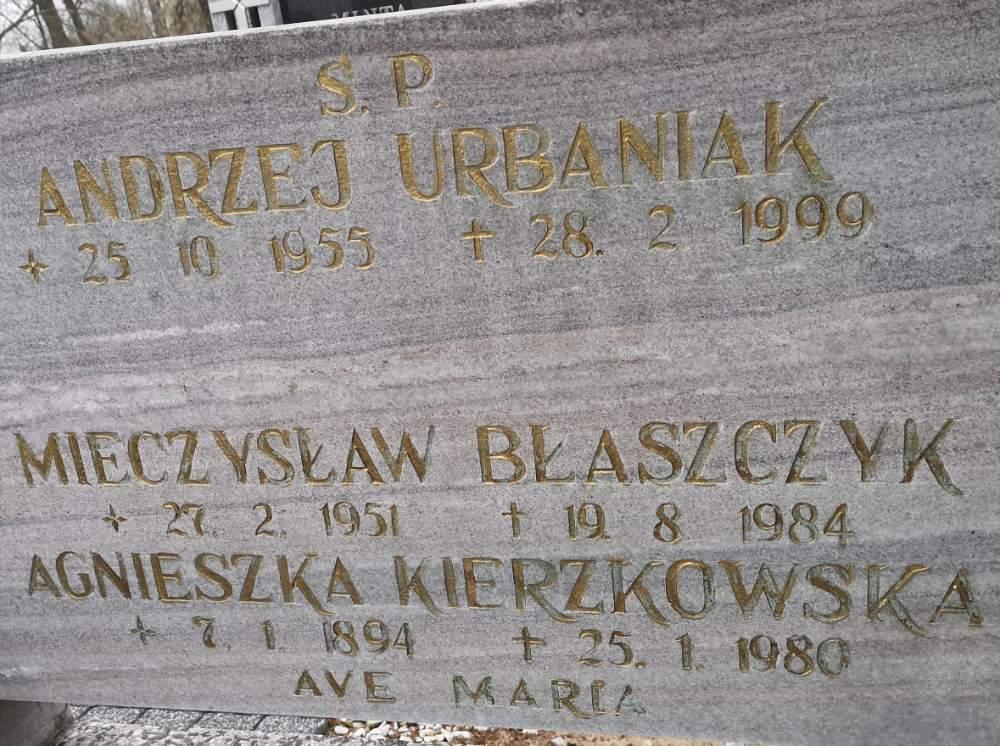 Ś. P.
ANDRZEJ URBANIAK
25 10 1955 28. 2 1999
MIECZYSŁAW BŁASZCZYK
27. 2. 1951 19. 8 1984
AGNIESZKA KIERZKOWSKA
7. 1. 1894 25. 1. 1980
AVE MARIA